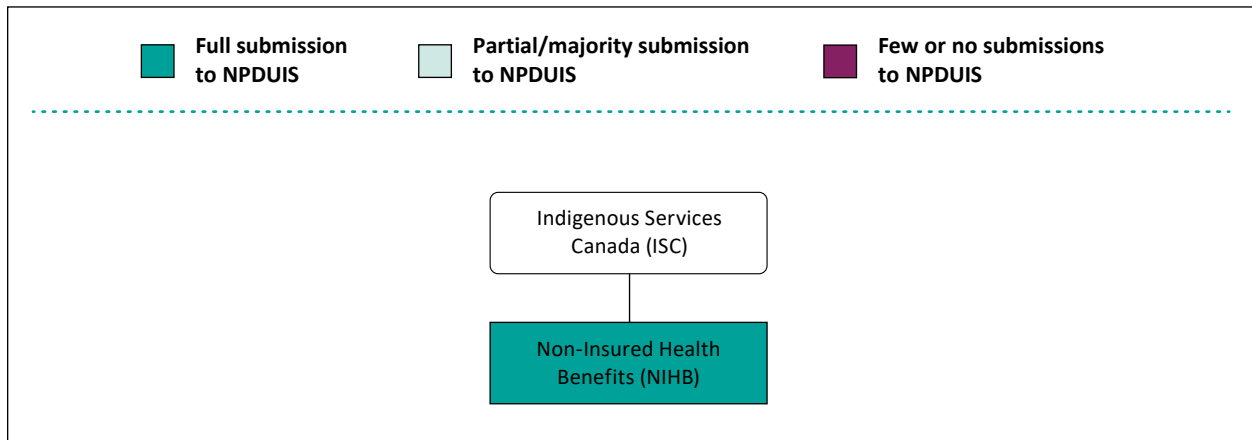 Full submission
to NPDUIS
Partial/majority submission
to NPDUIS
Few or no submissions
to NPDUIS
Indigenous Services
Canada (ISC)
Non-Insured Health
Benefits (NIHB)